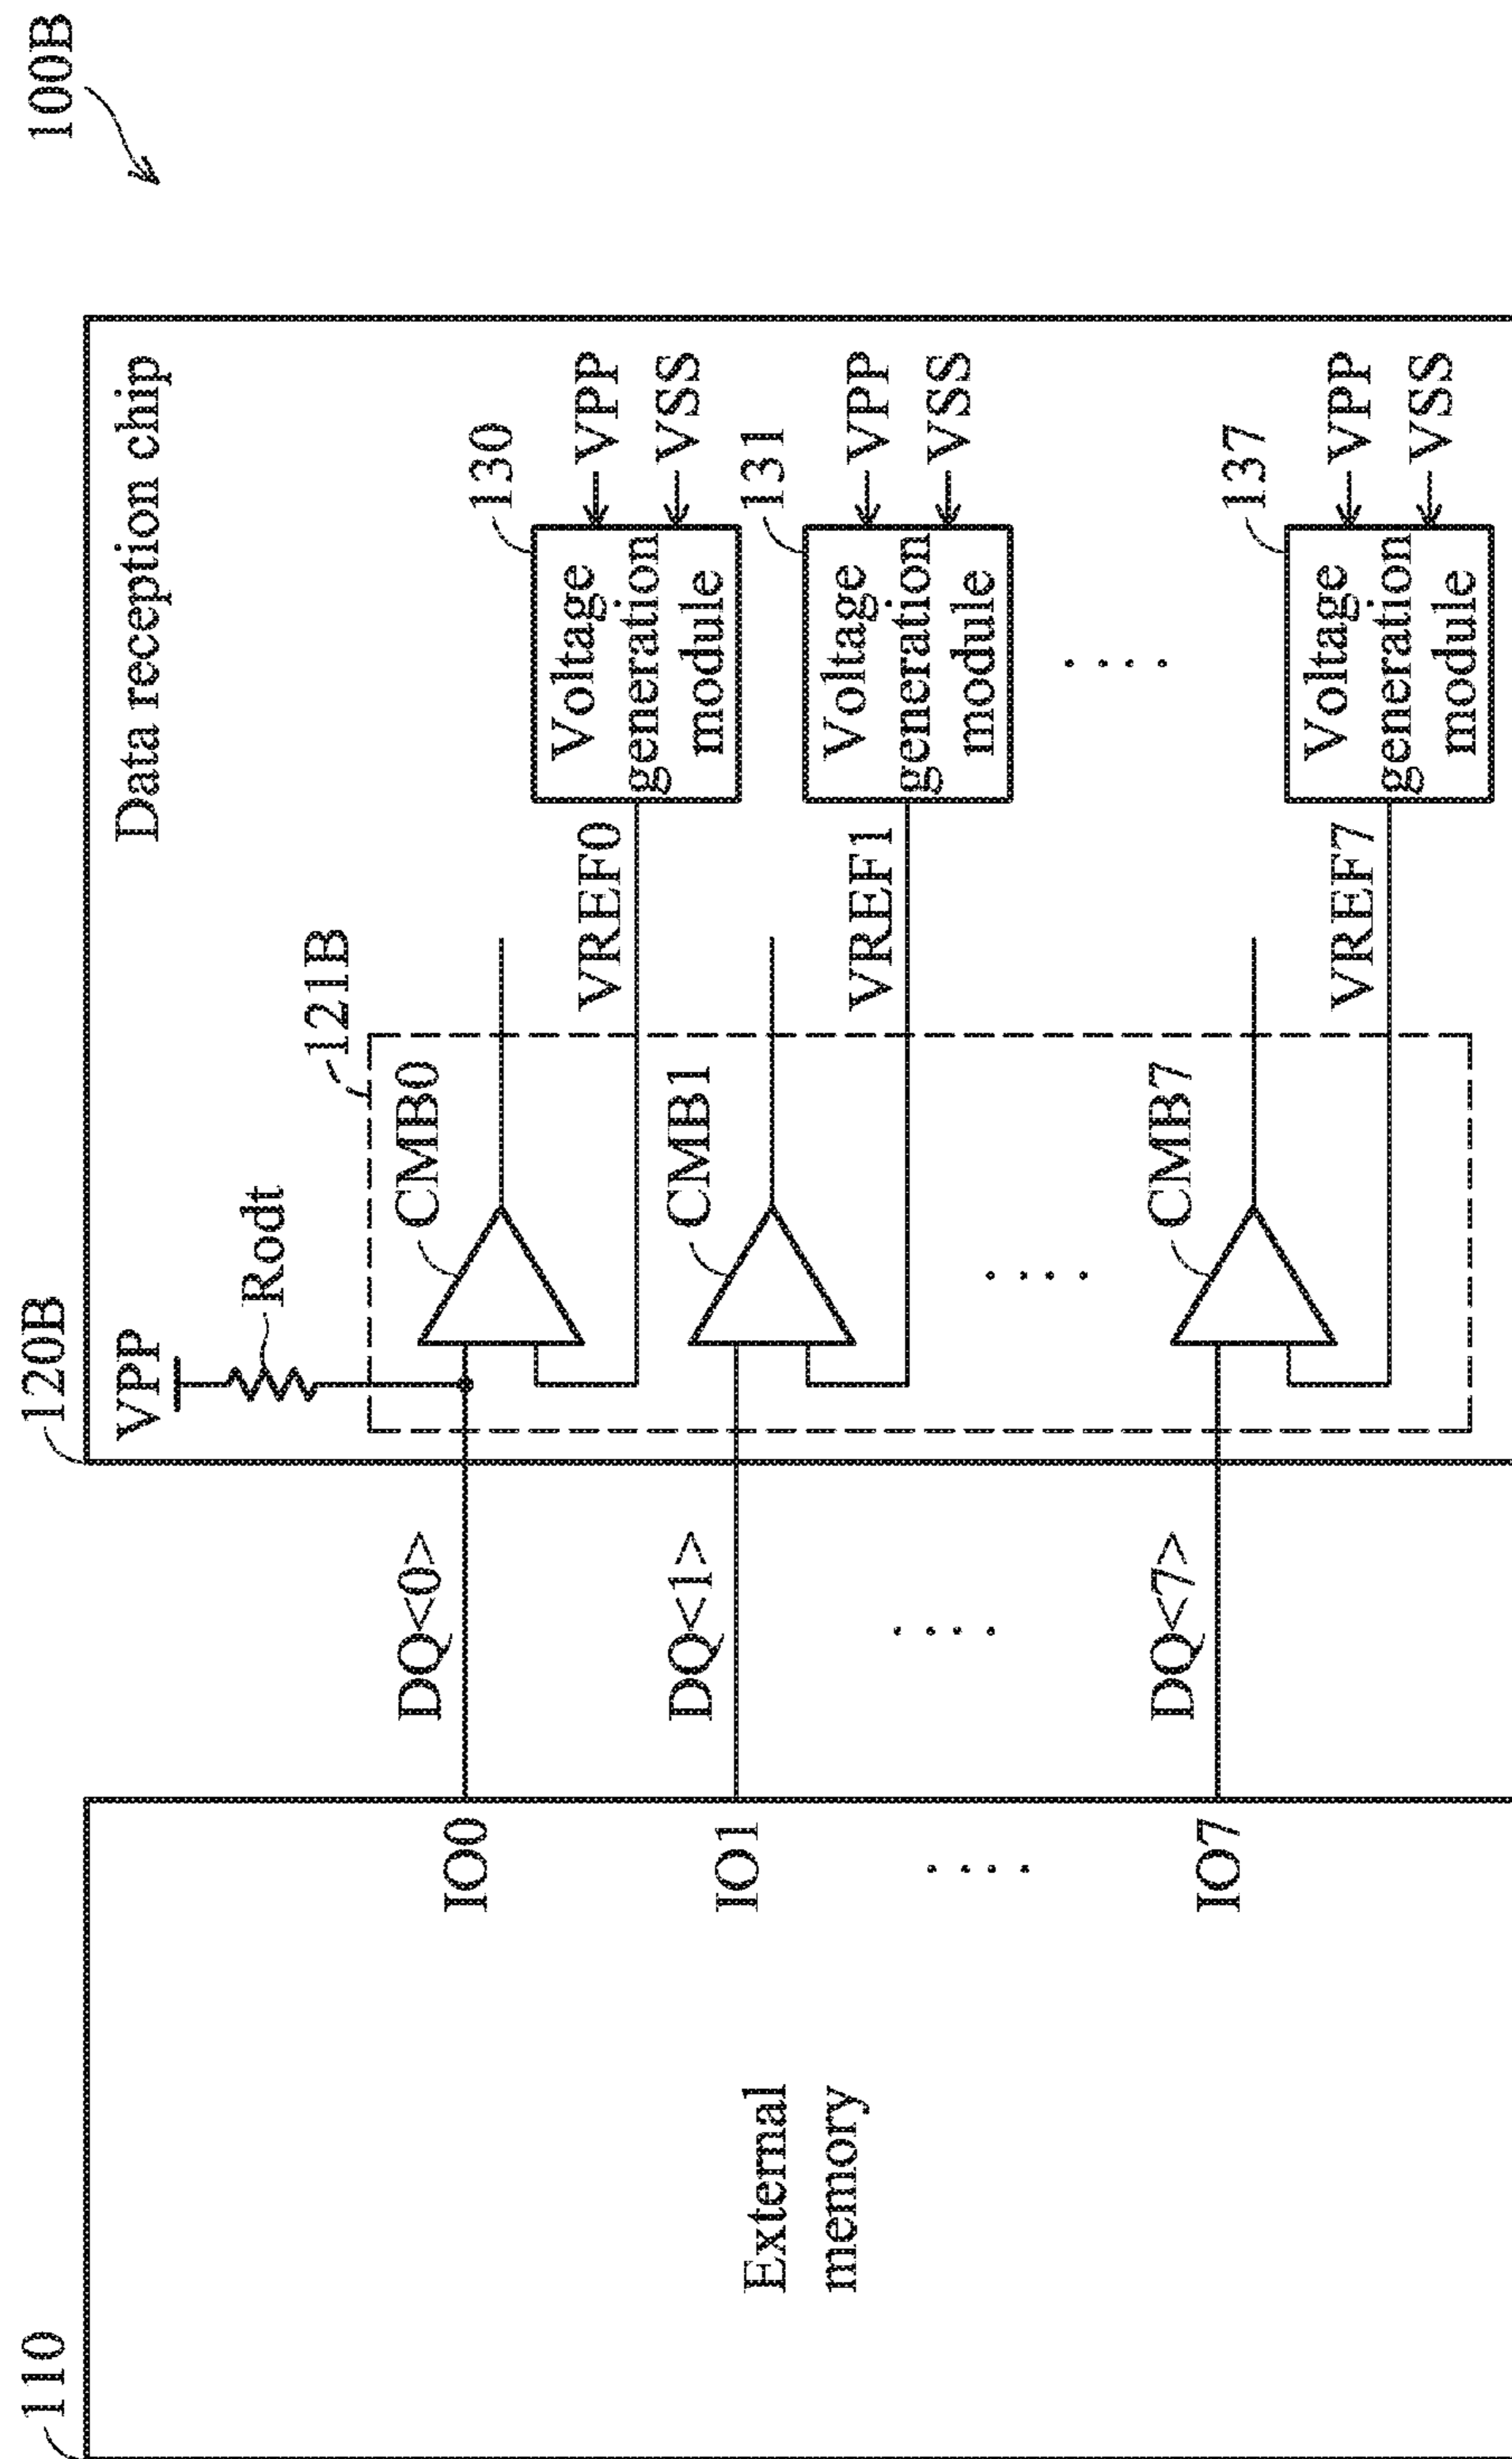 100B
110
External
memory
IO0
IO1
. . . .
IO7
DQ<0>
DQ<1>
. . . .
DQ<7>
120B
Data reception chip
VPP
Rodt
121B
CMB0
CMB1
. . . .
CMB7
VREF0
VREF1
VREF7
130
Voltage
generation
module
VPP
VSS
131
Voltage
generation
module
VPP
VSS
. . . .
137
Voltage
generation
module
VPP
VSS